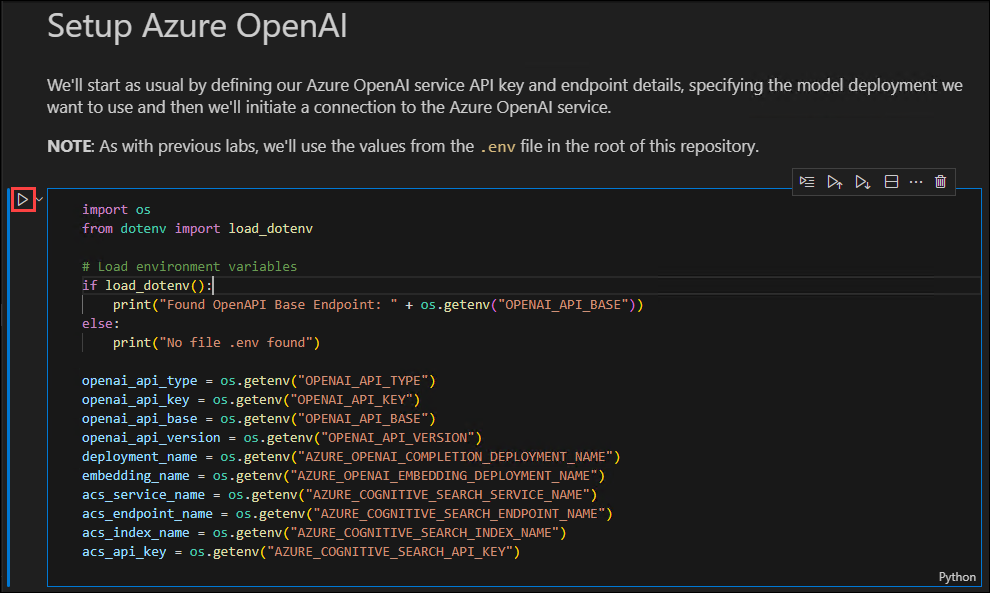 Setup Azure OpenAI
We'll start as usual by defining our Azure OpenAI service API key and endpoint details, specifying the model deployment we
want to use and then we'll initiate a connection to the Azure OpenAI service.
NOTE: As with previous labs, we'll use the values from the .env file in the root of this repository.
import os
from dotenv import load_dotenv
# Load environment variables
if load_dotenv():
    print("Found OpenAPI Base Endpoint: " + os.getenv("OPENAI_API_BASE"))
else:
    print("No file .env found")
openai_api_type = os.getenv("OPENAI_API_TYPE")
openai_api_key = os.getenv("OPENAI_API_KEY")
openai_api_base = os.getenv("OPENAI_API_BASE")
openai_api_version = os.getenv("OPENAI_API_VERSION")
deployment_name = os.getenv("AZURE_OPENAI_COMPLETION_DEPLOYMENT_NAME")
embedding_name = os.getenv("AZURE_OPENAI_EMBEDDING_DEPLOYMENT_NAME")
acs_service_name = os.getenv("AZURE_COGNITIVE_SEARCH_SERVICE_NAME")
acs_endpoint_name = os.getenv("AZURE_COGNITIVE_SEARCH_ENDPOINT_NAME")
acs_index_name = os.getenv("AZURE_COGNITIVE_SEARCH_INDEX_NAME")
acs_api_key = os.getenv("AZURE_COGNITIVE_SEARCH_API_KEY")
Python